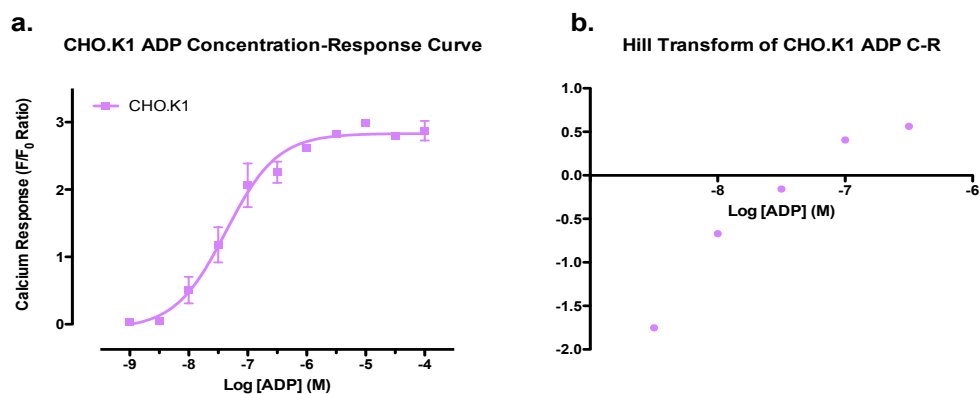 a.
CHO.K1 ADP Concentration-Response Curve
CHO.K1
Calcium Response (F/F₀ Ratio)
3
2
1
0
-9 -8 -7 -6 -5 -4
Log [ADP] (M)
b.
Hill Transform of CHO.K1 ADP C-R
1.0
0.5
0.0
-0.5
-1.0
-1.5
-2.0
-8 -7 -6
Log [ADP] (M)